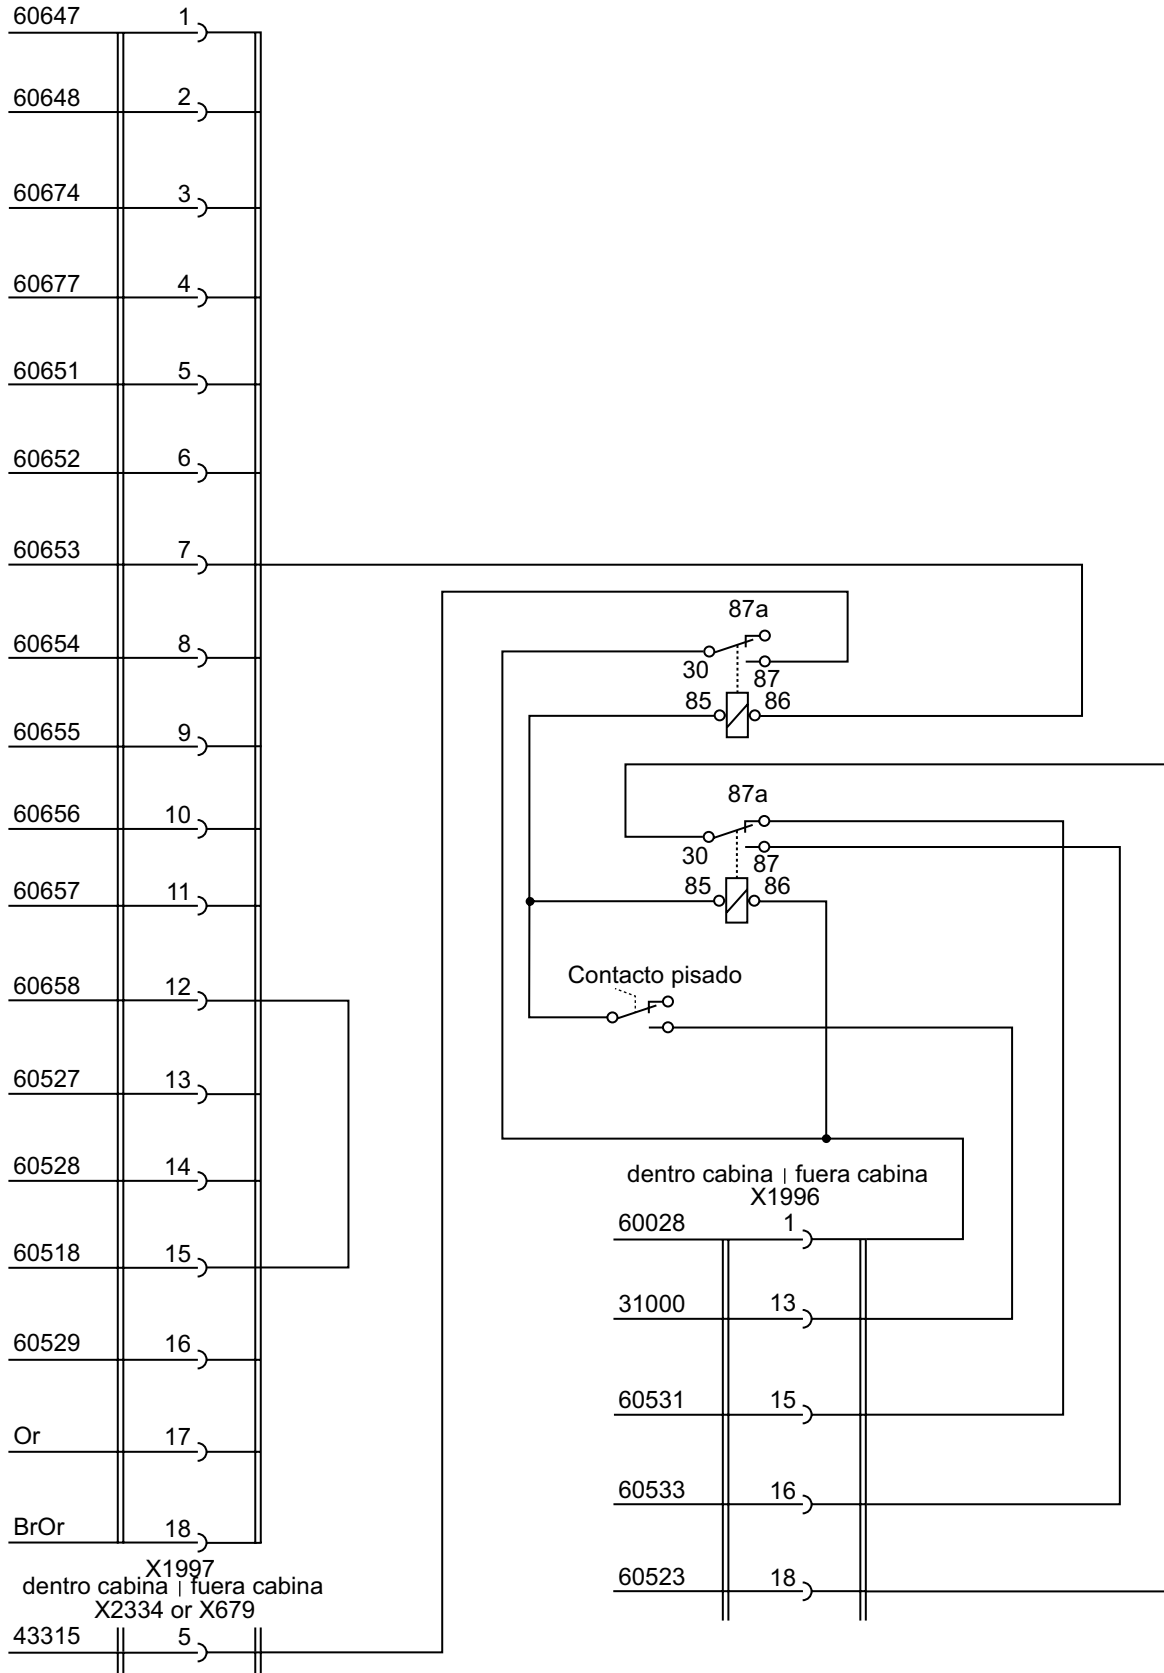 60647 1
60648 2
60674 3
60677 4
60651 5
60652 6
60653 7
60654 8
60655 9
60656 10
60657 11
60658 12
60527 13
60528 14
60518 15
60529 16
Or 17
BrOr 18
X1997
dentro cabina | fuera cabina
X2334 or X679
43315 5
87a
30
87
85 86
87a
30
87
85 86
Contacto pisado
dentro cabina | fuera cabina
X1996
60028 1
31000 13
60531 15
60533 16
60523 18